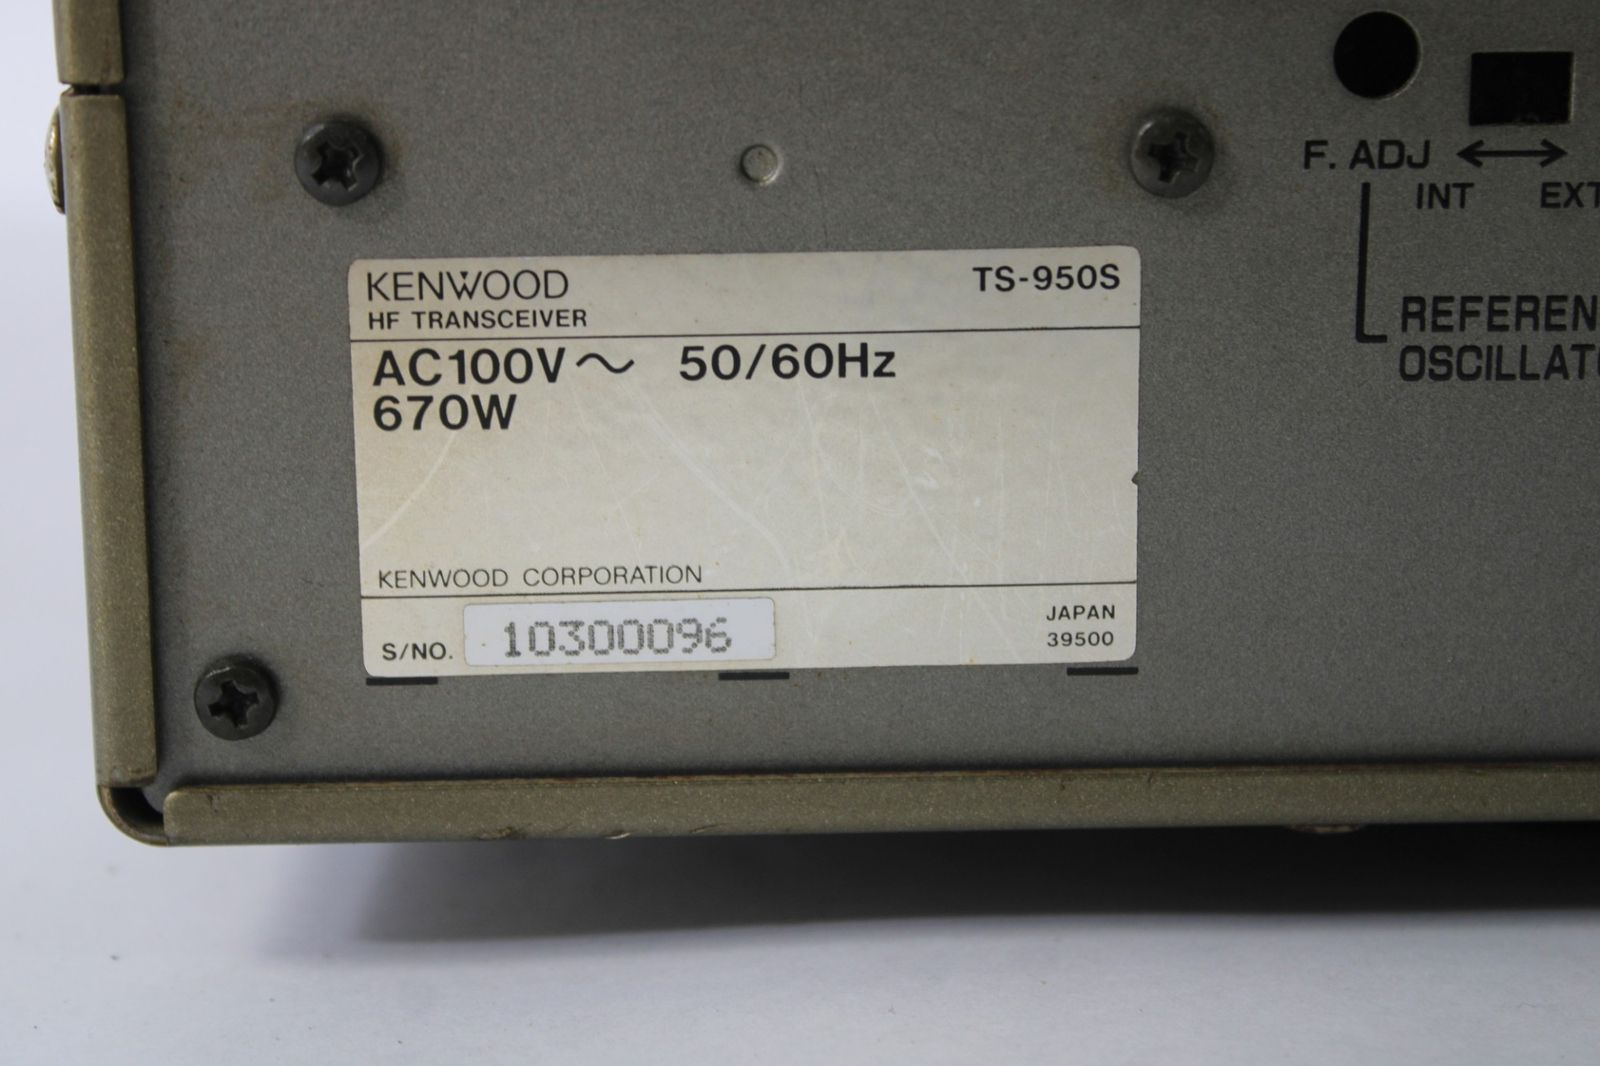 F. ADJ ↔
INT EXT
REFEREN
OSCILLATO
KENWOOD TS-950S
HF TRANSCEIVER
AC100V～ 50/60Hz
670W
KENWOOD CORPORATION
S/NO. 10300096
JAPAN
39500